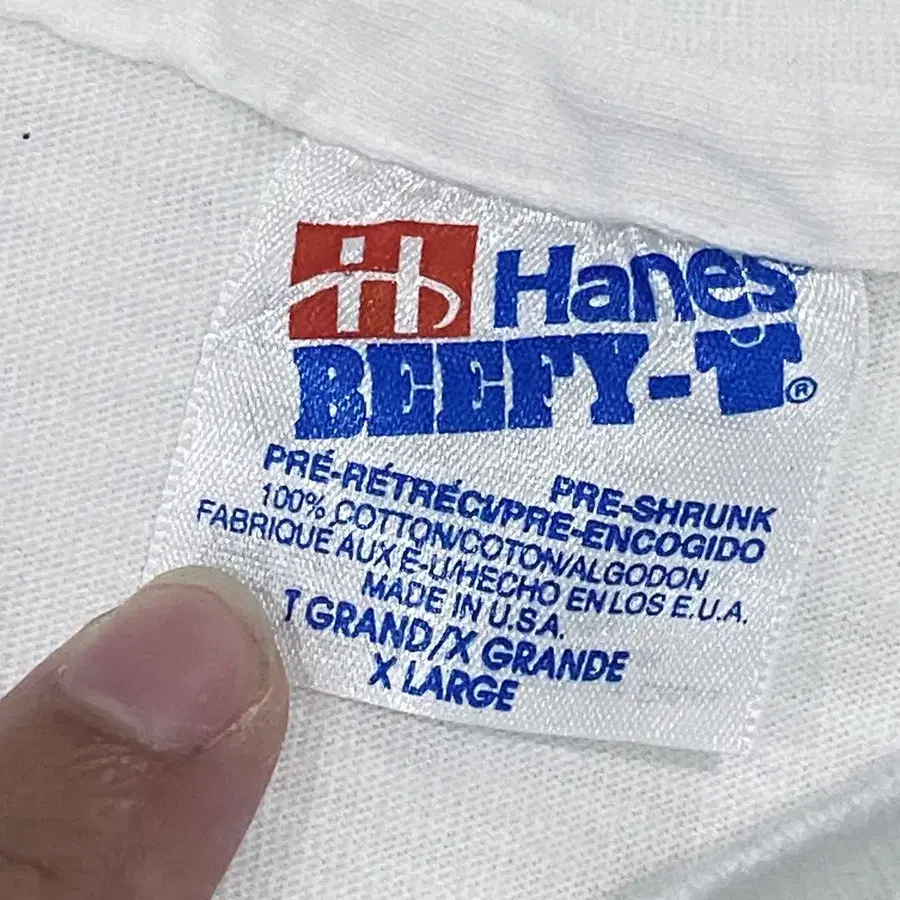 Hanes
BEEFY-T®
PRE-SHRUNK
PRÉ-RÉTRÉCI/PRE-ENCOGIDO
100% COTTON/COTON/ALGODON
FABRIQUÉ AUX É-U/HECHO EN LOS E.U.A.
MADE IN U.S.A.
T GRAND/X GRANDE
X LARGE